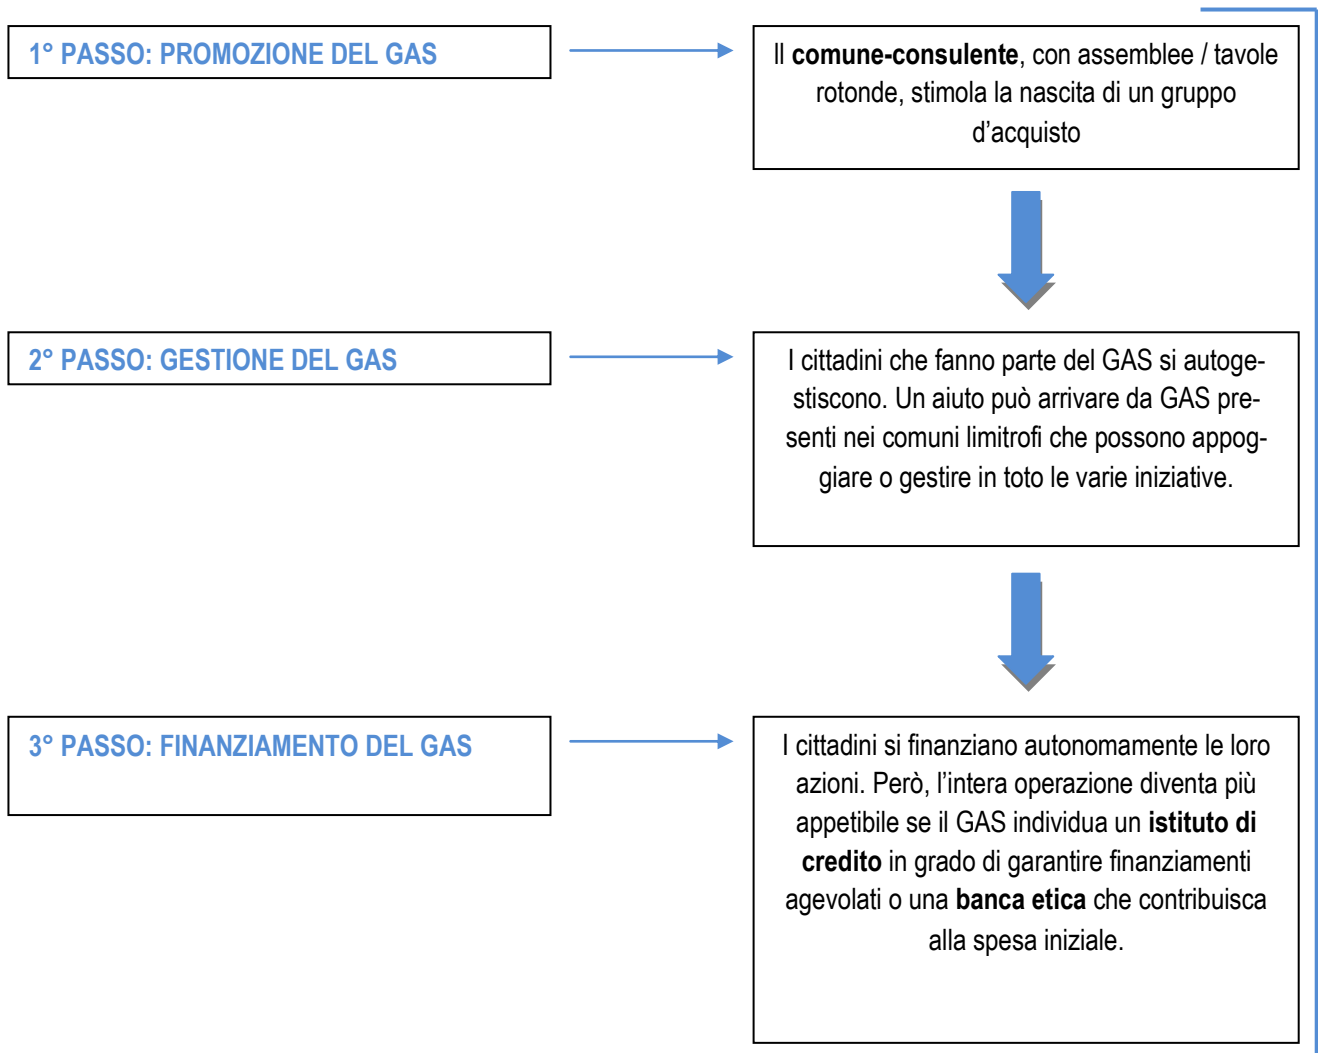 1° PASSO: PROMOZIONE DEL GAS
Il comune-consulente, con assemblee / tavole
rotonde, stimola la nascita di un gruppo
d’acquisto
2° PASSO: GESTIONE DEL GAS
I cittadini che fanno parte del GAS si autoge-
stiscono. Un aiuto può arrivare da GAS pre-
senti nei comuni limitrofi che possono appog-
giare o gestire in toto le varie iniziative.
3° PASSO: FINANZIAMENTO DEL GAS
I cittadini si finanziano autonomamente le loro
azioni. Però, l’intera operazione diventa più
appetibile se il GAS individua un istituto di
credito in grado di garantire finanziamenti
agevolati o una banca etica che contribuisca
alla spesa iniziale.